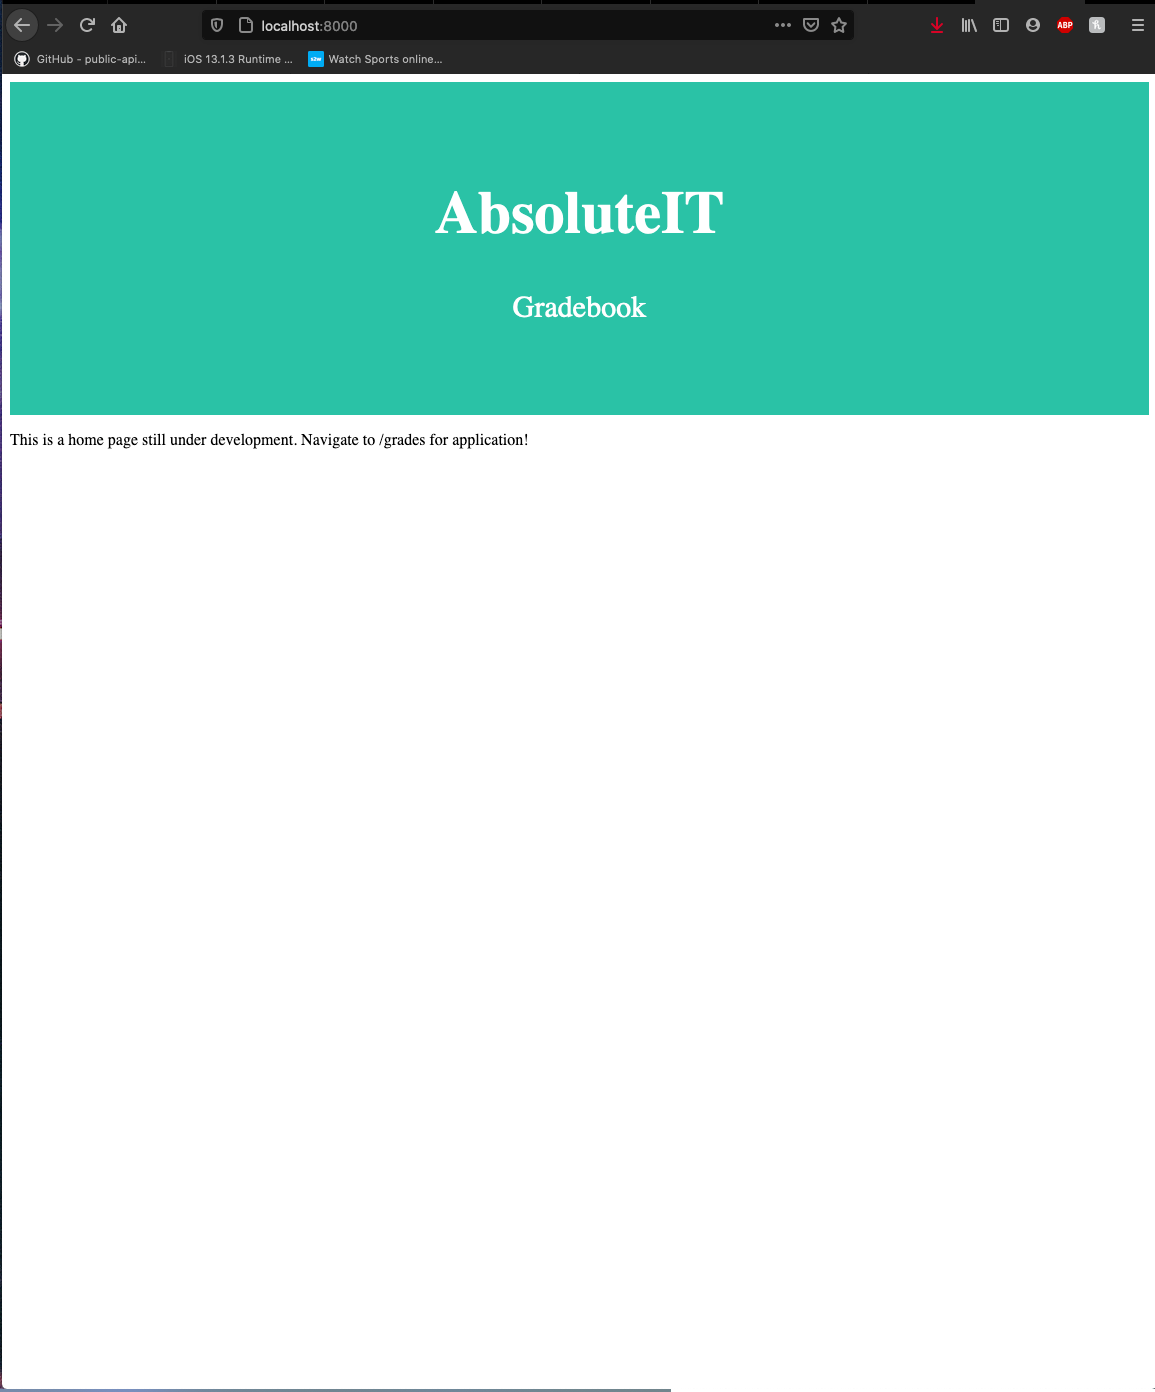 localhost:8000
GitHub - public-api...
iOS 13.1.3 Runtime ...
s2w
Watch Sports online...
ABP
AbsoluteIT
Gradebook
This is a home page still under development. Navigate to /grades for application!